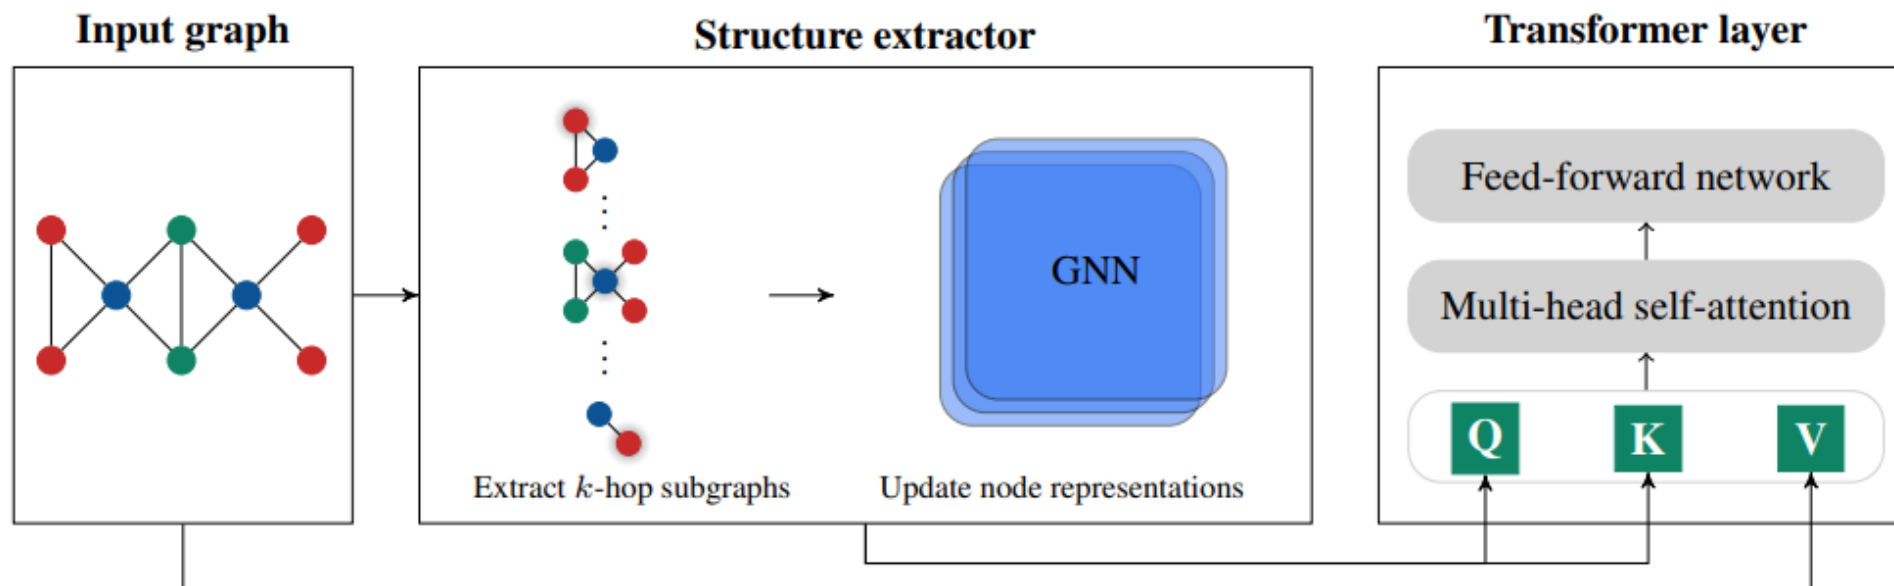 Input graph
Structure extractor
Transformer layer
GNN
Extract k-hop subgraphs
Update node representations
Feed-forward network
Multi-head self-attention
Q
K
V